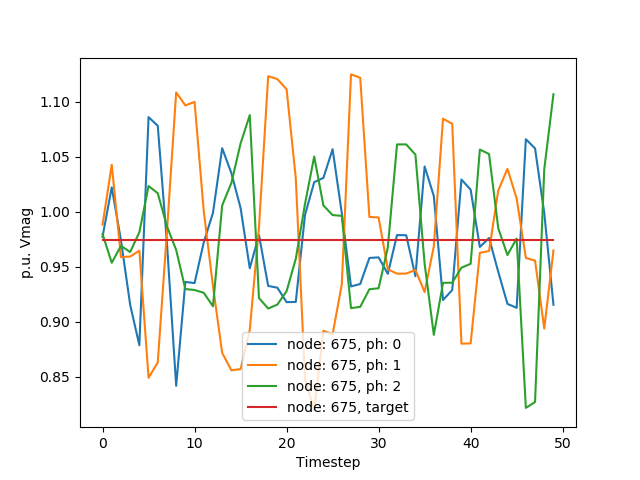 p.u. Vmag
1.10
1.05
1.00
0.95
0.90
0.85
node: 675, ph: 0
node: 675, ph: 1
node: 675, ph: 2
node: 675, target
0 10 20 30 40 50
Timestep